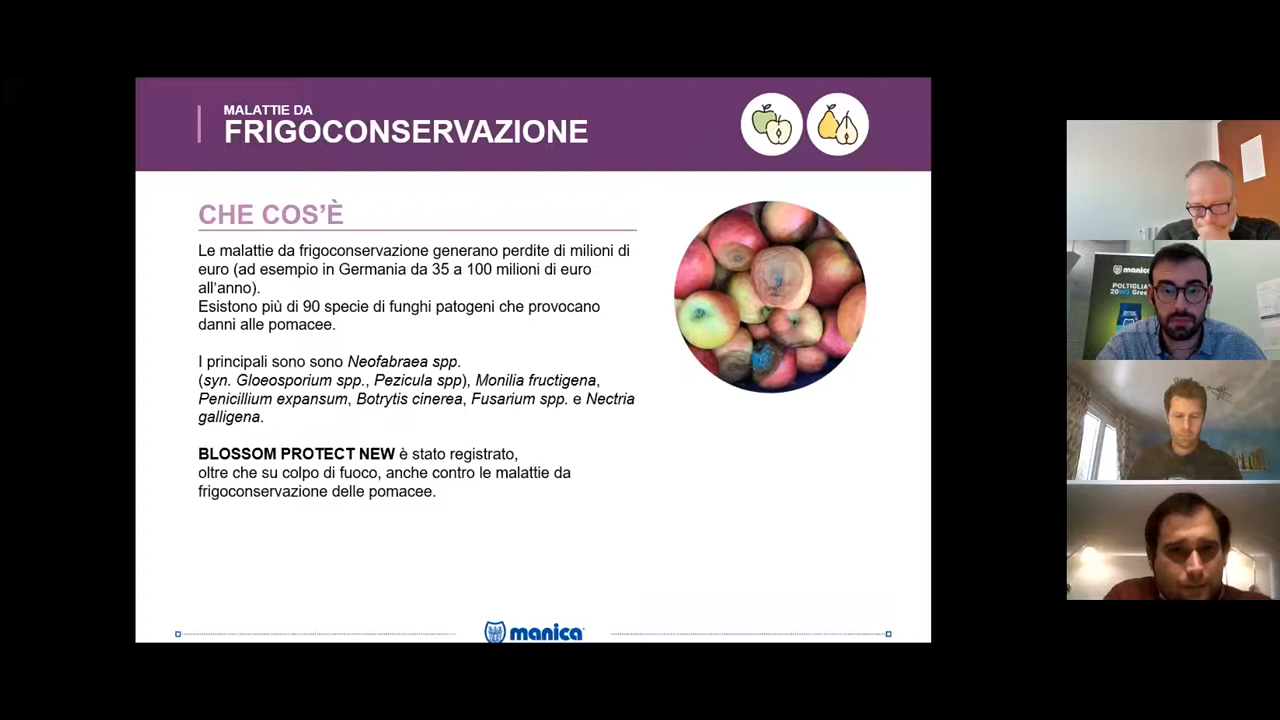 MALATTIE DA
FRIGOCONSERVAZIONE
CHE COS'È
Le malattie da frigoconservazione generano perdite di milioni di
euro (ad esempio in Germania da 35 a 100 milioni di euro
all'anno).
Esistono più di 90 specie di funghi patogeni che provocano
danni alle pomacee.
I principali sono sono Neofabraea spp.
(syn. Gloeosporium spp., Pezicula spp), Monilia fructigena,
Penicillium expansum, Botrytis cinerea, Fusarium spp. e Nectria
galligena.
BLOSSOM PROTECT NEW è stato registrato,
oltre che su colpo di fuoco, anche contro le malattie da
frigoconservazione delle pomacee.
manica
manica
POLTIGLIA
20